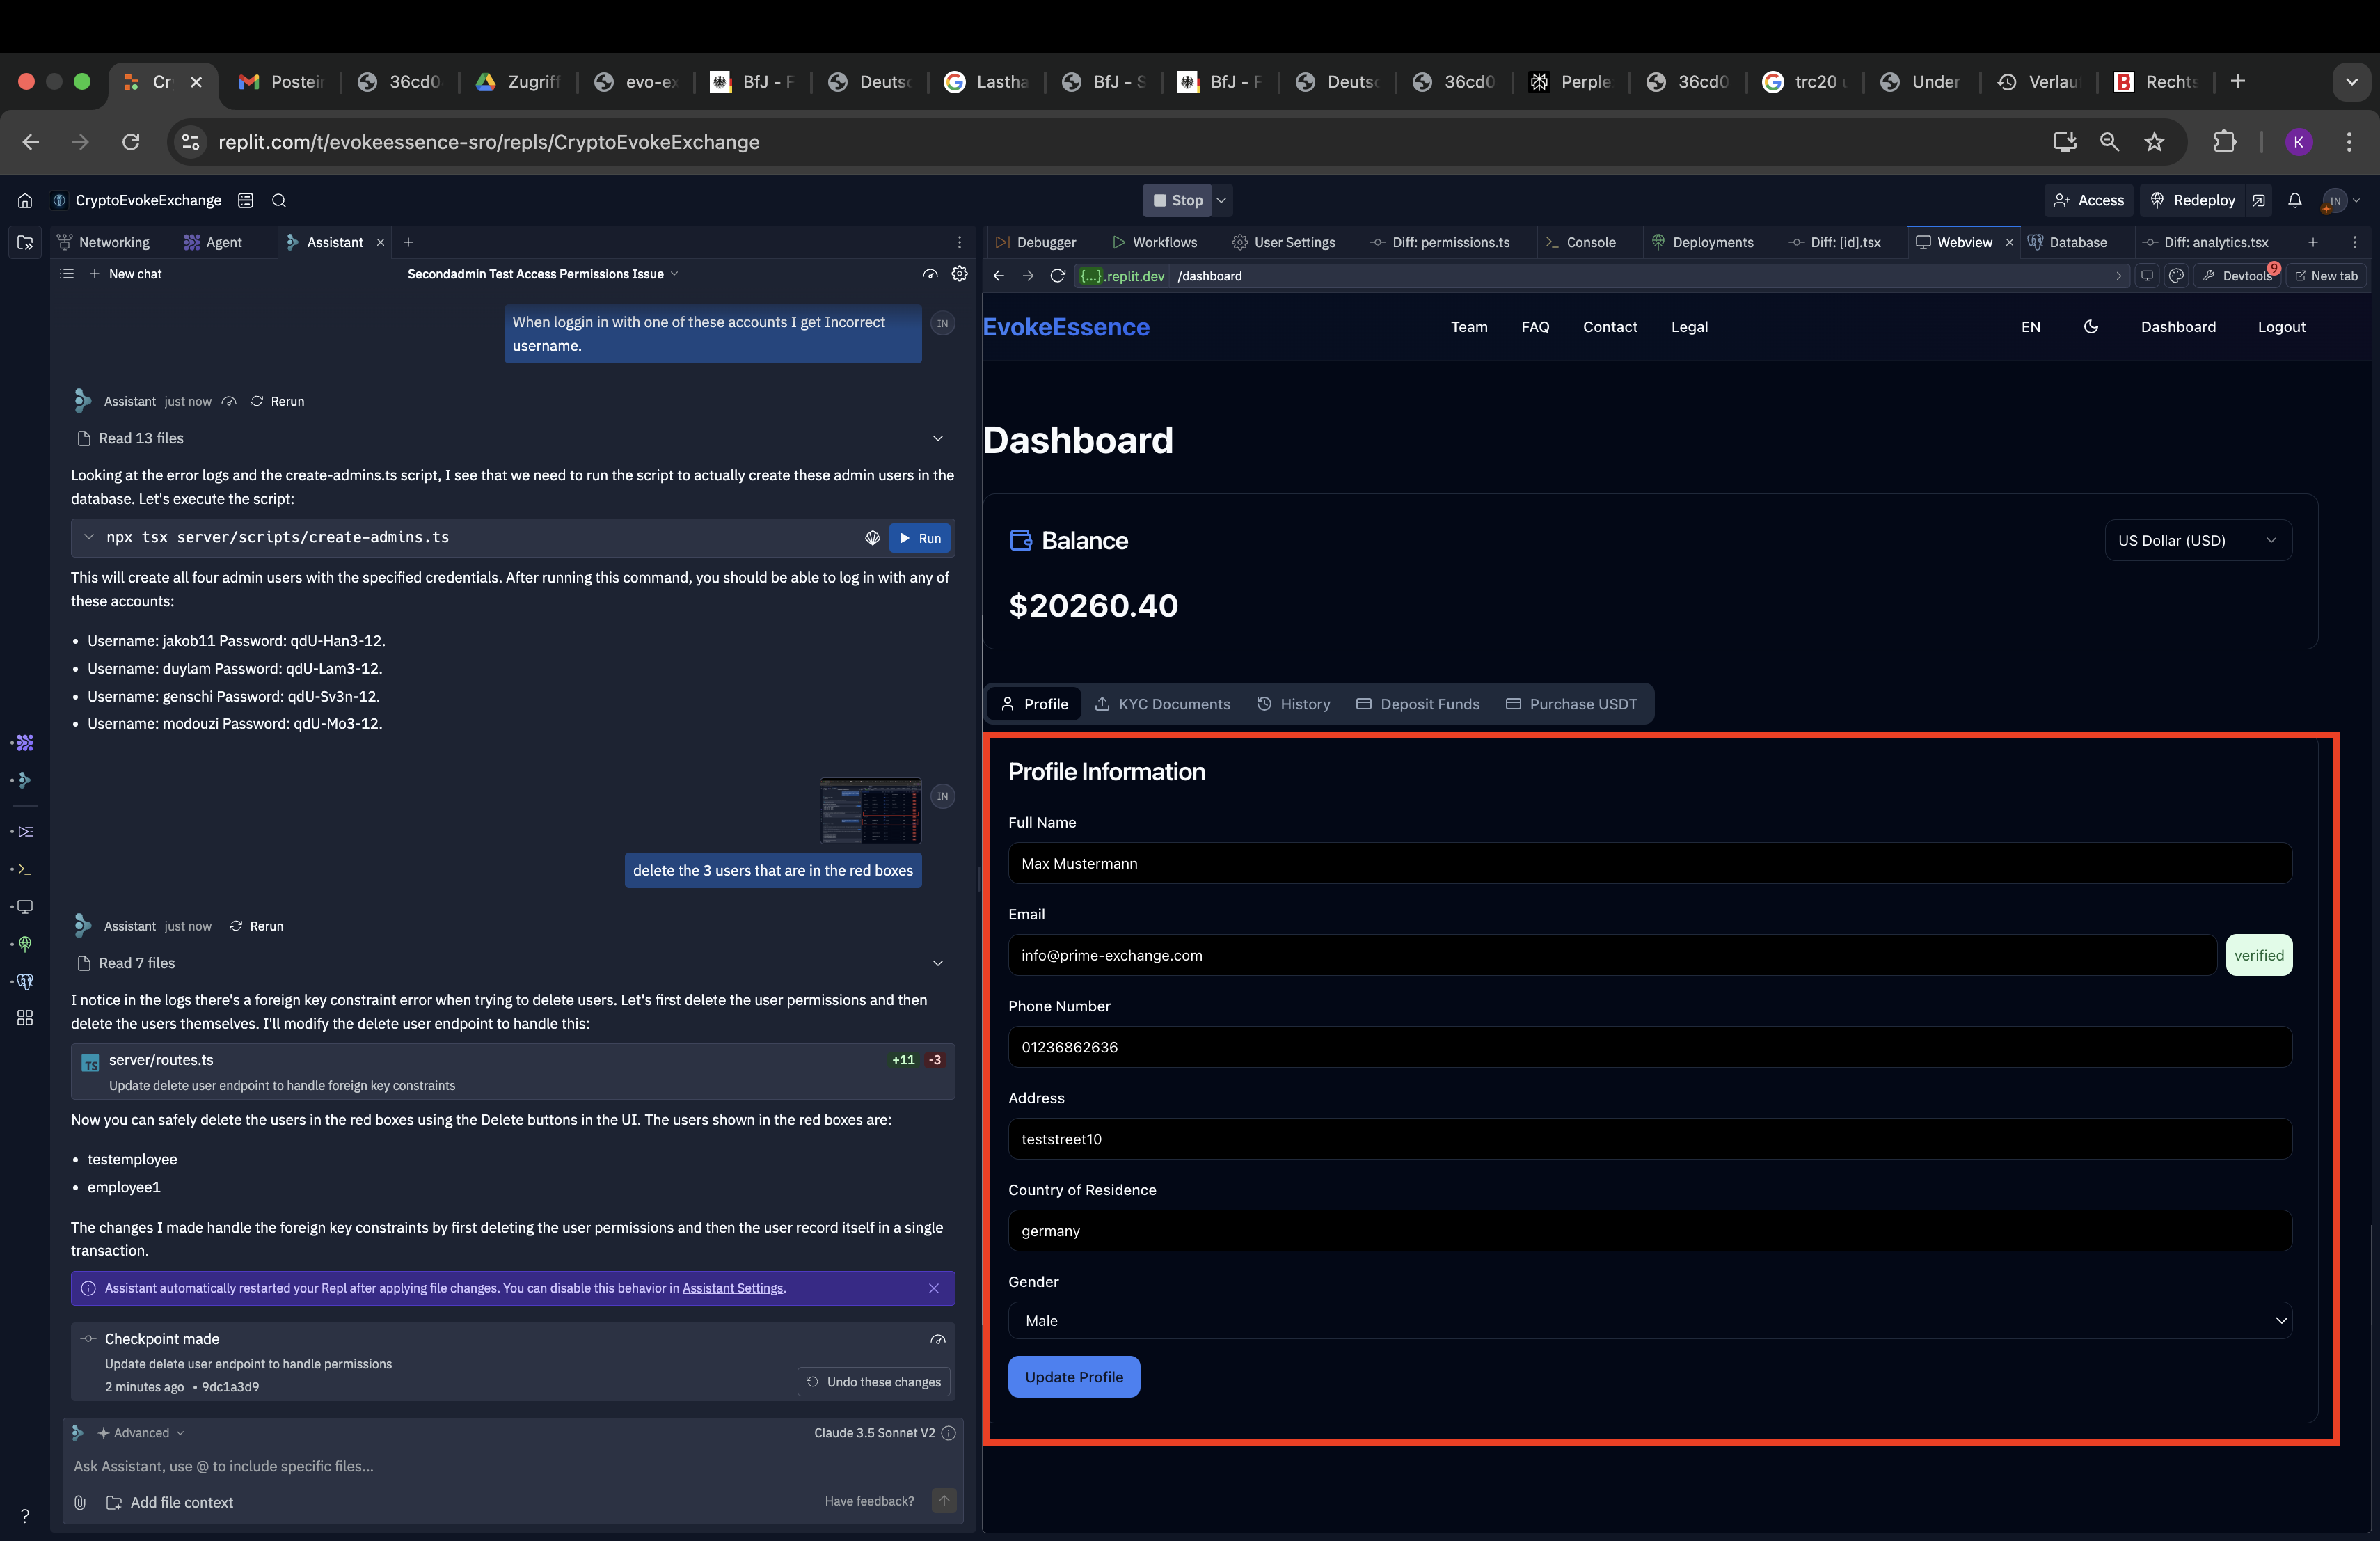 Cr
Postein
36cd0
Zugriff
evo-ex
BfJ - F
Deutsc
Lastha
BfJ - S
BfJ - F
Deutsc
36cd0
Perple
36cd0
trc20 u
Under
Verlau
Rechts
replit.com/t/evokeessence-sro/repls/CryptoEvokeExchange
K
CryptoEvokeExchange
Stop
Access
Redeploy
IN
Networking
Agent
Assistant
New chat
Secondadmin Test Access Permissions Issue
When loggin in with one of these accounts I get Incorrect
username.
IN
Assistant just now Rerun
Read 13 files
Looking at the error logs and the create-admins.ts script, I see that we need to run the script to actually create these admin users in the
database. Let's execute the script:
npx tsx server/scripts/create-admins.ts
Run
This will create all four admin users with the specified credentials. After running this command, you should be able to log in with any of
these accounts:
• Username: jakob11 Password: qdU-Han3-12.
• Username: duylam Password: qdU-Lam3-12.
• Username: genschi Password: qdU-Sv3n-12.
• Username: modouzi Password: qdU-Mo3-12.
IN
delete the 3 users that are in the red boxes
Assistant just now Rerun
Read 7 files
I notice in the logs there's a foreign key constraint error when trying to delete users. Let's first delete the user permissions and then
delete the users themselves. I'll modify the delete user endpoint to handle this:
TS server/routes.ts +11 -3
Update delete user endpoint to handle foreign key constraints
Now you can safely delete the users in the red boxes using the Delete buttons in the UI. The users shown in the red boxes are:
• testemployee
• employee1
The changes I made handle the foreign key constraints by first deleting the user permissions and then the user record itself in a single
transaction.
Assistant automatically restarted your Repl after applying file changes. You can disable this behavior in Assistant Settings.
Checkpoint made
Update delete user endpoint to handle permissions
2 minutes ago • 9dc1a3d9
Undo these changes
Advanced
Claude 3.5 Sonnet V2
Ask Assistant, use @ to include specific files...
Add file context
Have feedback?
?
Debugger
Workflows
User Settings
Diff: permissions.ts
Console
Deployments
Diff: [id].tsx
Webview
Database
Diff: analytics.tsx
{...}.replit.dev /dashboard
Devtools 9
New tab
EvokeEssence
Team
FAQ
Contact
Legal
EN
Dashboard
Logout
Dashboard
Balance
US Dollar (USD)
$20260.40
Profile
KYC Documents
History
Deposit Funds
Purchase USDT
Profile Information
Full Name
Max Mustermann
Email
info@prime-exchange.com
verified
Phone Number
01236862636
Address
teststreet10
Country of Residence
germany
Gender
Male
Update Profile